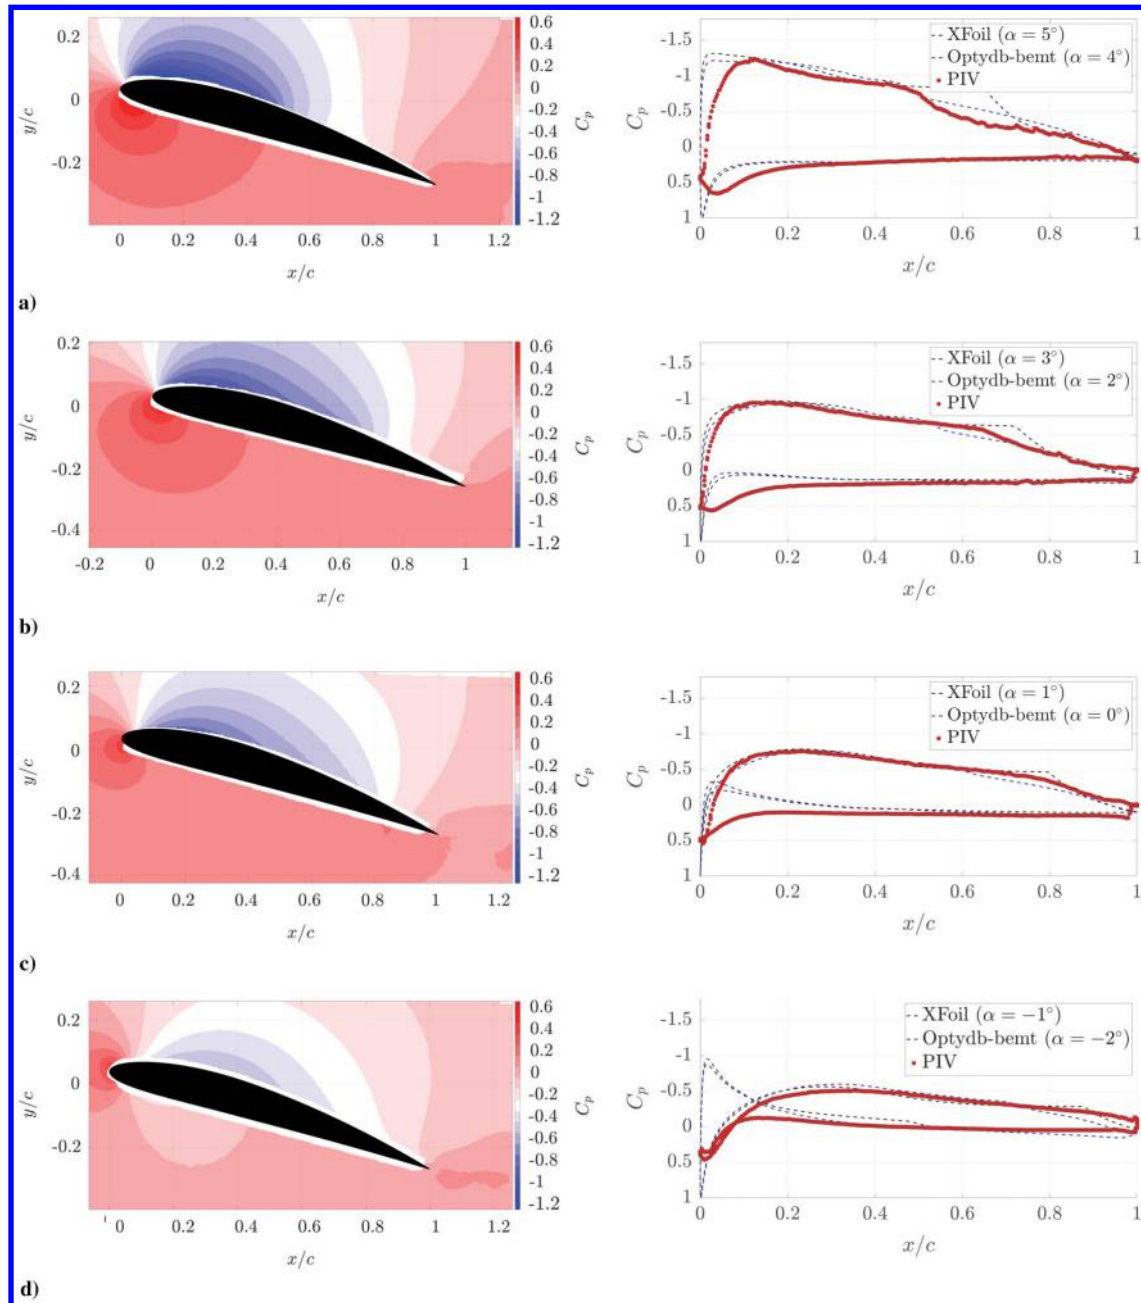 0.2
0
-0.2
y/c
0 0.2 0.4 0.6 0.8 1 1.2
x/c
0.6
0.4
0.2
0
-0.2
-0.4
-0.6
-0.8
-1
-1.2
C_p
-1.5
-1
-0.5
0
0.5
1
C_p
XFoil (α = 5°)
Optydb-bemt (α = 4°)
PIV
0 0.2 0.4 0.6 0.8 1
x/c
a)
0.2
0
-0.2
-0.4
y/c
-0.2 0 0.2 0.4 0.6 0.8 1
x/c
0.6
0.4
0.2
0
-0.2
-0.4
-0.6
-0.8
-1
-1.2
C_p
-1.5
-1
-0.5
0
0.5
1
C_p
XFoil (α = 3°)
Optydb-bemt (α = 2°)
PIV
0 0.2 0.4 0.6 0.8 1
x/c
b)
0.2
0
-0.2
-0.4
y/c
0 0.2 0.4 0.6 0.8 1 1.2
x/c
0.6
0.4
0.2
0
-0.2
-0.4
-0.6
-0.8
-1
-1.2
C_p
-1.5
-1
-0.5
0
0.5
1
C_p
XFoil (α = 1°)
Optydb-bemt (α = 0°)
PIV
0 0.2 0.4 0.6 0.8 1
x/c
c)
0.2
0
-0.2
y/c
0 0.2 0.4 0.6 0.8 1 1.2
x/c
0.6
0.4
0.2
0
-0.2
-0.4
-0.6
-0.8
-1
-1.2
C_p
-1.5
-1
-0.5
0
0.5
1
C_p
XFoil (α = −1°)
Optydb-bemt (α = −2°)
PIV
0 0.2 0.4 0.6 0.8 1
x/c
d)